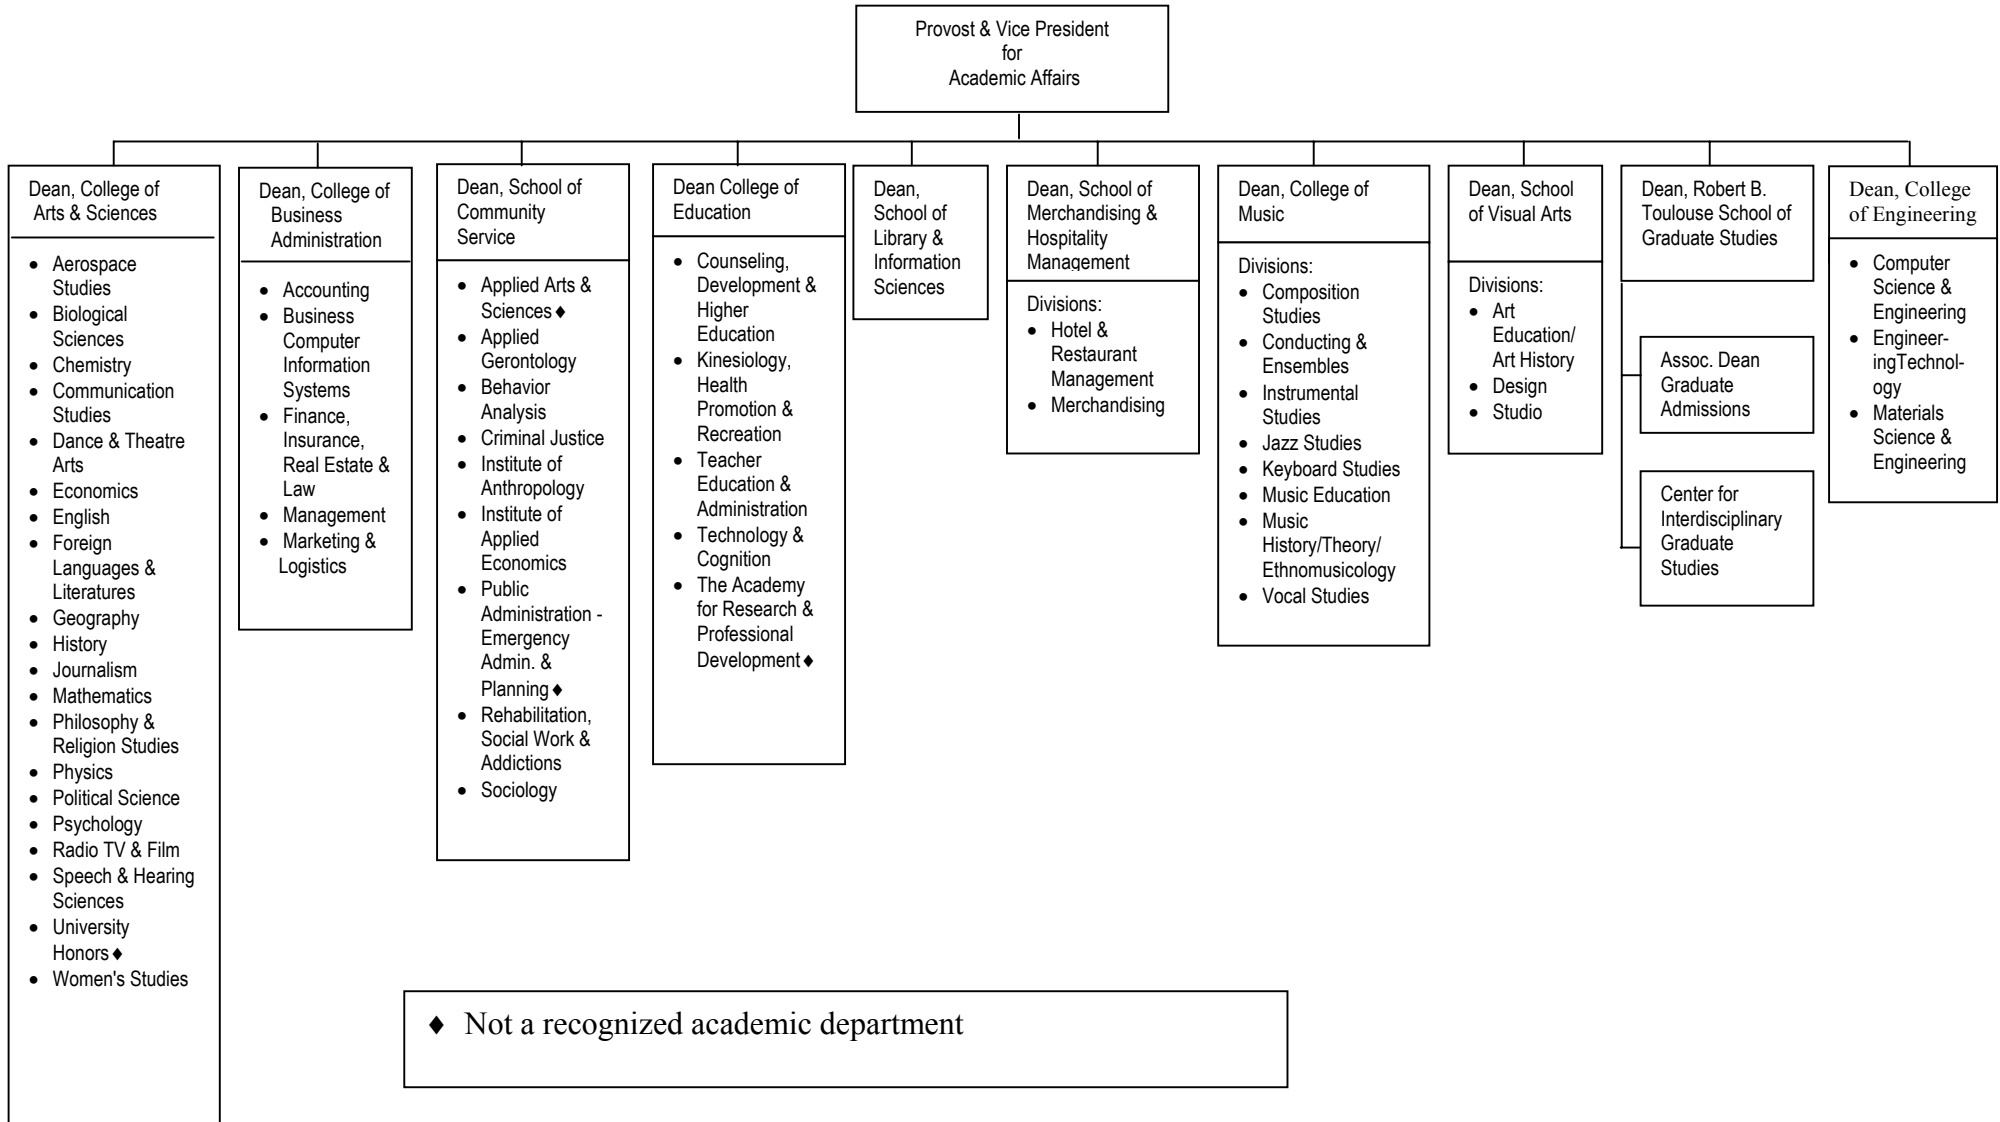 Provost & Vice President
for
Academic Affairs
Dean, College of
Arts & Sciences
• Aerospace
Studies
• Biological
Sciences
• Chemistry
• Communication
Studies
• Dance & Theatre
Arts
• Economics
• English
• Foreign
Languages &
Literatures
• Geography
• History
• Journalism
• Mathematics
• Philosophy &
Religion Studies
• Physics
• Political Science
• Psychology
• Radio TV & Film
• Speech & Hearing
Sciences
• University
Honors♦
• Women's Studies
Dean, College of
Business
Administration
• Accounting
• Business
Computer
Information
Systems
• Finance,
Insurance,
Real Estate &
Law
• Management
• Marketing &
Logistics
Dean, School of
Community
Service
• Applied Arts &
Sciences♦
• Applied
Gerontology
• Behavior
Analysis
• Criminal Justice
• Institute of
Anthropology
• Institute of
Applied
Economics
• Public
Administration -
Emergency
Admin. &
Planning♦
• Rehabilitation,
Social Work &
Addictions
• Sociology
Dean College of
Education
• Counseling,
Development &
Higher
Education
• Kinesiology,
Health
Promotion &
Recreation
• Teacher
Education &
Administration
• Technology &
Cognition
• The Academy
for Research &
Professional
Development♦
Dean,
School of
Library &
Information
Sciences
Dean, School of
Merchandising &
Hospitality
Management
Divisions:
• Hotel &
Restaurant
Management
• Merchandising
Dean, College of
Music
Divisions:
• Composition
Studies
• Conducting &
Ensembles
• Instrumental
Studies
• Jazz Studies
• Keyboard Studies
• Music Education
• Music
History/Theory/
Ethnomusicology
• Vocal Studies
Dean, School
of Visual Arts
Divisions:
• Art
Education/
Art History
• Design
• Studio
Dean, Robert B.
Toulouse School of
Graduate Studies
Assoc. Dean
Graduate
Admissions
Center for
Interdisciplinary
Graduate
Studies
Dean, College
of Engineering
• Computer
Science &
Engineering
• Engineer-
ingTechnol-
ogy
• Materials
Science &
Engineering
♦ Not a recognized academic department